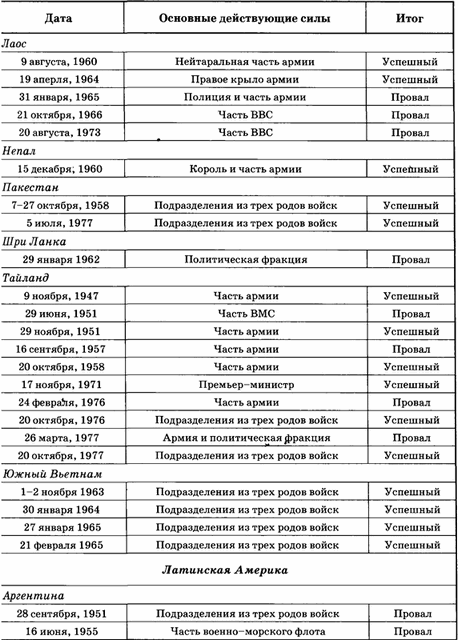 Дата Основные действующие силы Итог
Лаос
9 августа, 1960 Нейтаральная часть армии Успешный
19 апреля, 1964 Правое крыло армии Успешный
31 января, 1965 Полиция и часть армии Провал
21 октября, 1966 Часть ВВС Провал
20 августа, 1973 Часть ВВС Провал
Непал
15 декабря, 1960 Король и часть армии Успешный
Пакестан
7–27 октября, 1958 Подразделения из трех родов войск Успешный
5 июля, 1977 Подразделения из трех родов войск Успешный
Шри Ланка
29 января 1962 Политическая фракция Провал
Тайланд
9 ноября, 1947 Часть армии Успешный
29 июня, 1951 Часть ВМС Провал
29 ноября, 1951 Часть армии Успешный
16 сентября, 1957 Часть армии Провал
20 октября, 1958 Часть армии Успешный
17 ноября, 1971 Премьер–министр Успешный
24 февраля, 1976 Часть армии Провал
20 октября, 1976 Подразделения из трех родов войск Успешный
26 марта, 1977 Армия и политическая фракция Провал
20 октября, 1977 Подразделения из трех родов войск Успешный
Южный Вьетнам
1–2 ноября 1963 Подразделения из трех родов войск Успешный
30 января 1964 Подразделения из трех родов войск Успешный
27 января 1965 Подразделения из трех родов войск Успешный
21 февраля 1965 Подразделения из трех родов войск Успешный
Латинская Америка
Аргентина
28 сентября, 1951 Подразделения из трех родов войск Провал
16 июня, 1955 Часть военно–морского флота Провал